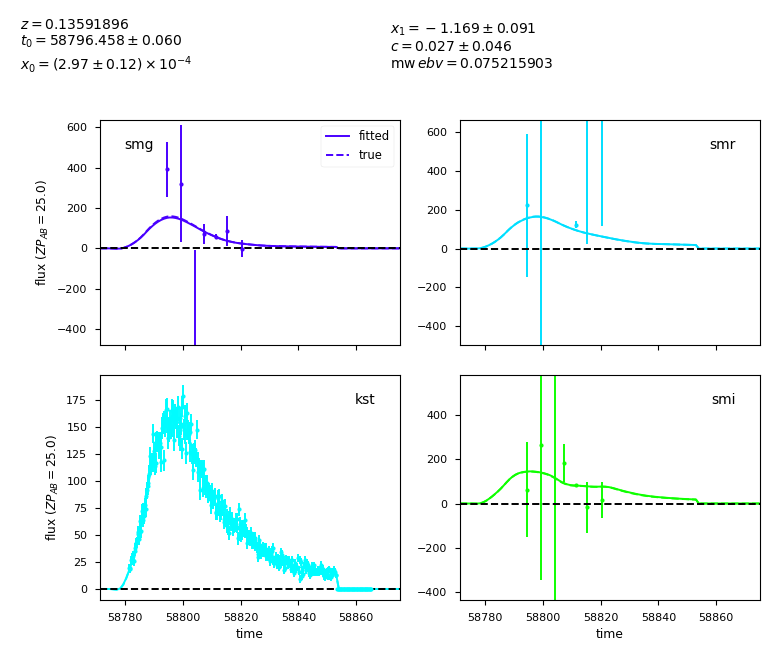 z = 0.13591896
t₀ = 58796.458 ± 0.060
x₀ = (2.97 ± 0.12) × 10⁻⁴
x₁ = −1.169 ± 0.091
c = 0.027 ± 0.046
mw ebv = 0.075215903
smg
fitted
true
600
400
200
0
−200
−400
flux (ZP_AB = 25.0)
smr
600
400
200
0
−200
−400
kst
175
150
125
100
75
50
25
0
flux (ZP_AB = 25.0)
58780 58800 58820 58840 58860
time
smi
400
200
0
−200
−400
58780 58800 58820 58840 58860
time